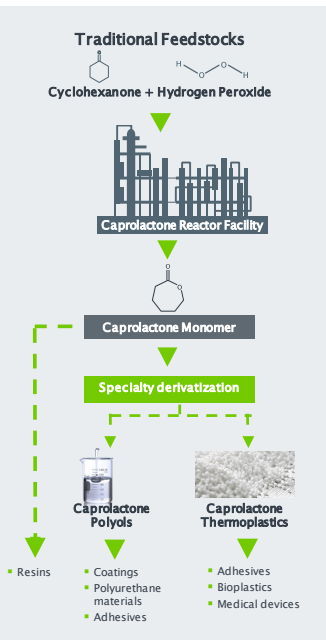 Traditional Feedstocks
O
H
O
O
H
Cyclohexanone + Hydrogen Peroxide
Caprolactone Reactor Facility
O
O
Caprolactone Monomer
Specialty derivatization
Caprolactone
Polyols
Caprolactone
Thermoplastics
▪ Resins
▪ Coatings
▪ Polyurethane
materials
▪ Adhesives
▪ Adhesives
▪ Bioplastics
▪ Medical devices